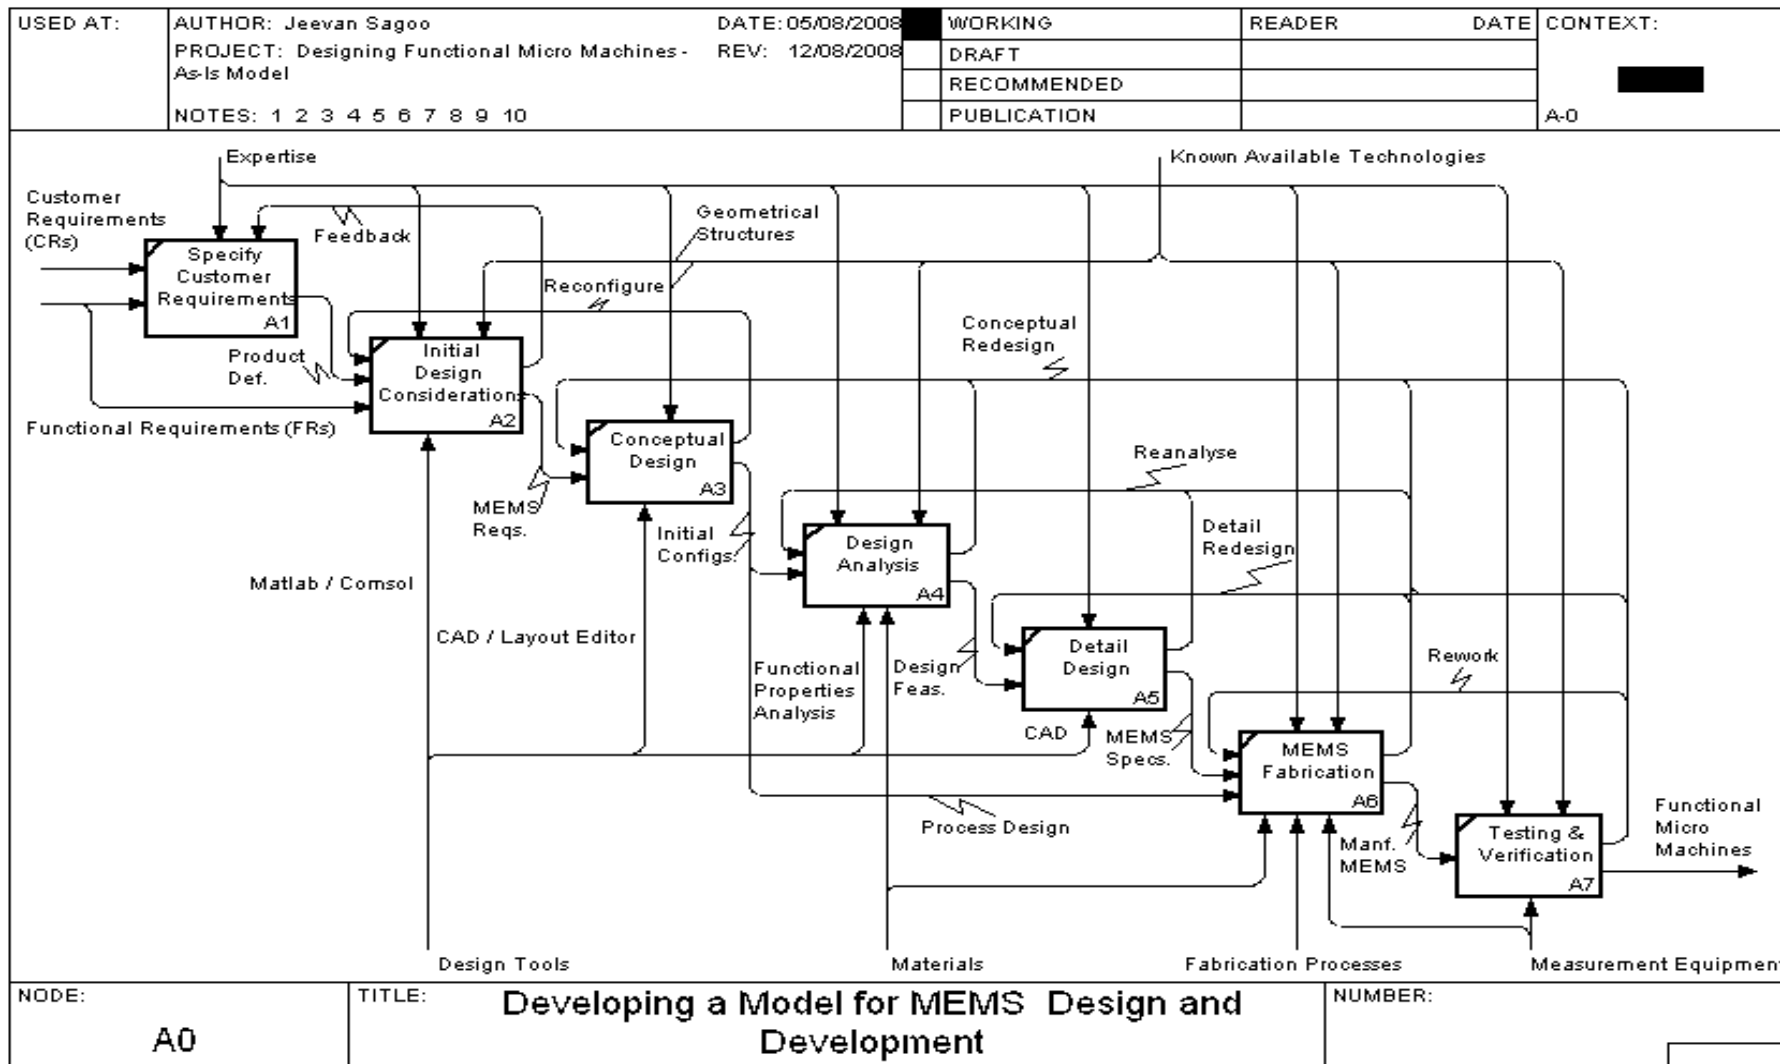 USED AT:
AUTHOR: Jeevan Sagoo
DATE: 05/08/2008
PROJECT: Designing Functional Micro Machines -
As-Is Model
REV: 12/08/2008
NOTES: 1 2 3 4 5 6 7 8 9 10
WORKING
DRAFT
RECOMMENDED
PUBLICATION
READER
DATE
CONTEXT:
A-0
Expertise
Known Available Technologies
Customer
Requirements
(CRs)
Feedback
Geometrical
Structures
Specify
Customer
Requirements
A1
Reconfigure
Conceptual
Redesign
Product
Def.
Initial
Design
Considerations
A2
Functional Requirements (FRs)
Conceptual
Design
A3
Reanalyse
MEMS
Reqs.
Initial
Configs.
Design
Analysis
A4
Detail
Redesign
Matlab / Comsol
CAD / Layout Editor
Functional
Properties
Analysis
Design
Feas.
Detail
Design
A5
Rework
CAD
MEMS
Specs.
MEMS
Fabrication
A6
Process Design
Manf.
MEMS
Testing &
Verification
A7
Functional
Micro
Machines
Design Tools
Materials
Fabrication Processes
Measurement Equipment
NODE:
A0
TITLE:
Developing a Model for MEMS Design and
Development
NUMBER: